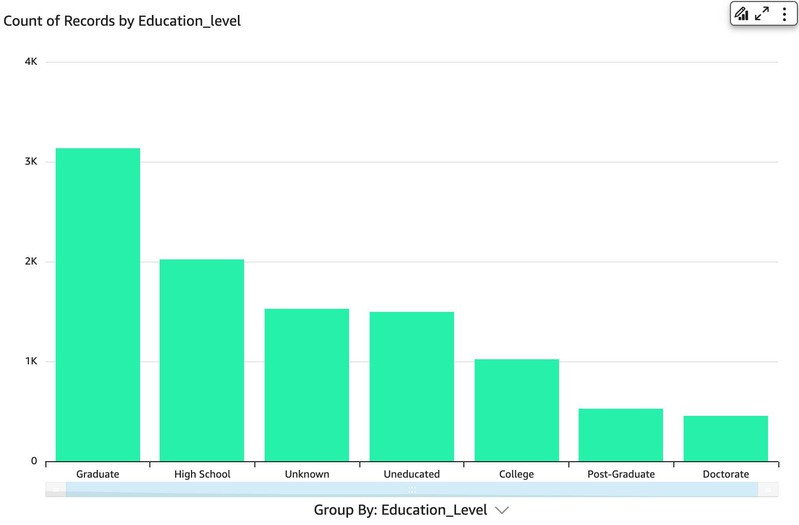 Count of Records by Education_level
4K
3K
2K
1K
0
Graduate High School Unknown Uneducated College Post-Graduate Doctorate
Group By: Education_Level